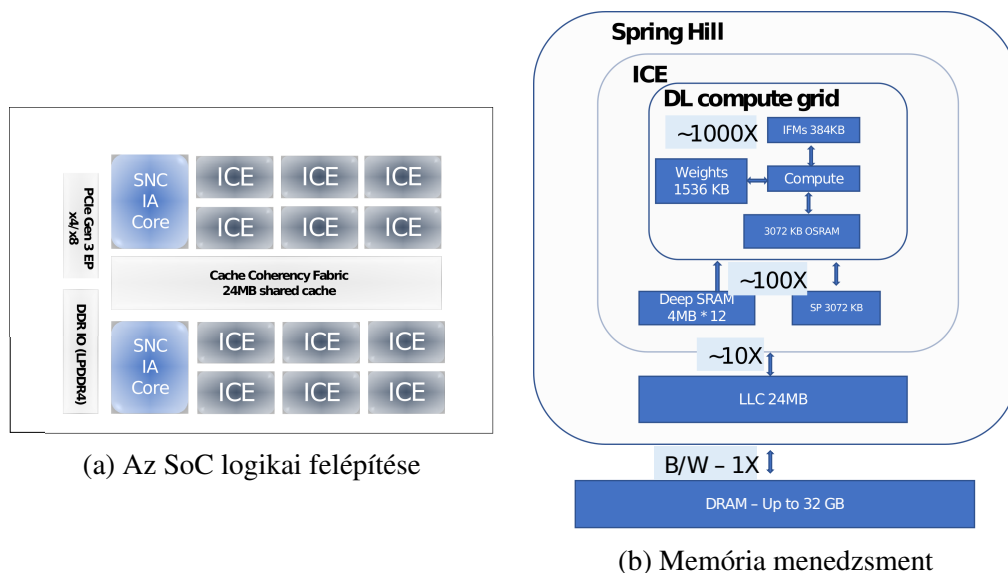 PCIe Gen 3 EP
x4/x8
DDR IO (LPDDR4)
SNC
IA
Core
ICE
ICE
ICE
ICE
ICE
ICE
Cache Coherency Fabric
24MB shared cache
SNC
IA
Core
ICE
ICE
ICE
ICE
ICE
ICE
(a) Az SoC logikai felépítése
Spring Hill
ICE
DL compute grid
~1000X
IFMs 384KB
Weights
1536 KB
Compute
3072 KB OSRAM
~100X
Deep SRAM
4MB * 12
SP 3072 KB
~10X
LLC 24MB
B/W – 1X
DRAM – Up to 32 GB
(b) Memória menedzsment